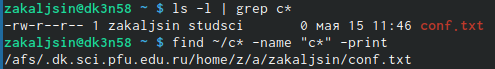 zakaljsin@dk3n58 ~ $ ls -l | grep c*
-rw-r--r-- 1 zakaljsin studsci       0 мая 15 11:46 conf.txt
zakaljsin@dk3n58 ~ $ find ~/c* -name "c*" -print
/afs/.dk.sci.pfu.edu.ru/home/z/a/zakaljsin/conf.txt